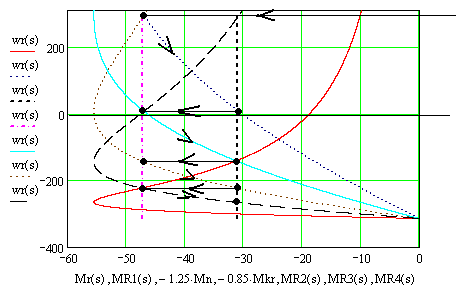 200
0
−200
−400
wr(s)
wr(s)
wr(s)
wr(s)
wr(s)
wr(s)
wr(s)
−60
−50
−40
−30
−20
−10
0
Mr(s) ,MR1(s) ,− 1.25·Mn,− 0.85·Mkr,MR2(s) ,MR3(s) ,MR4(s)